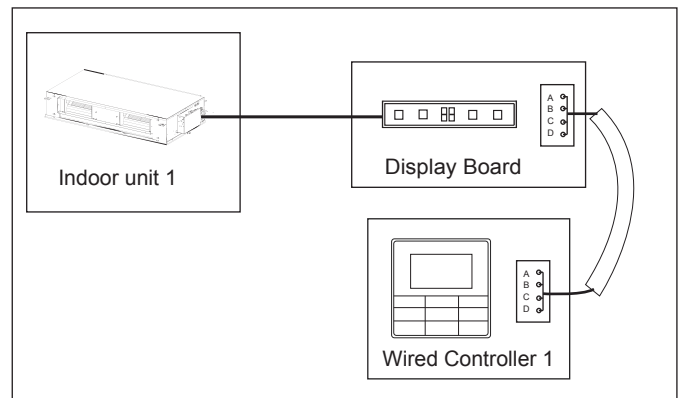 Indoor unit 1
A
B
C
D
Display Board
A
B
C
D
Wired Controller 1